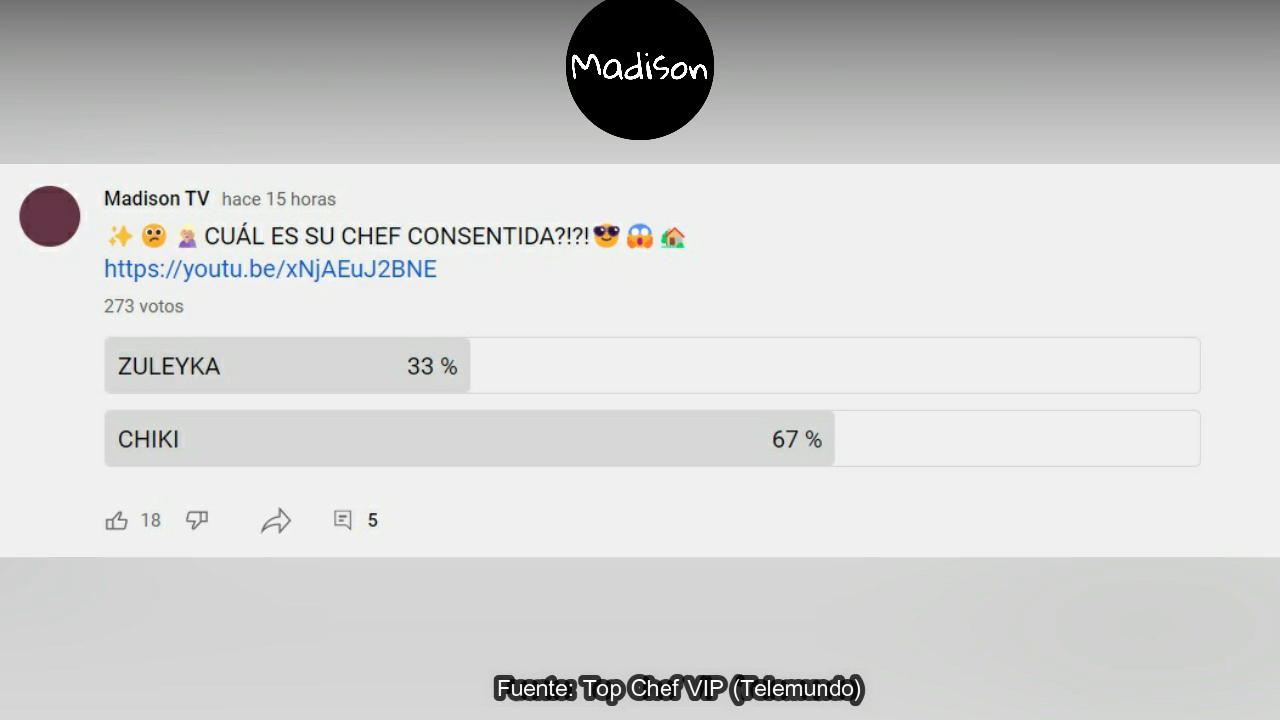 Madison
Madison TV hace 15 horas
✨😕🤷🏼‍♀️ CUÁL ES SU CHEF CONSENTIDA?!?!😎😱🏡
https://youtu.be/xNjAEuJ2BNE
273 votos
ZULEYKA 33 %
CHIKI 67 %
18 5
Fuente: Top Chef VIP (Telemundo)